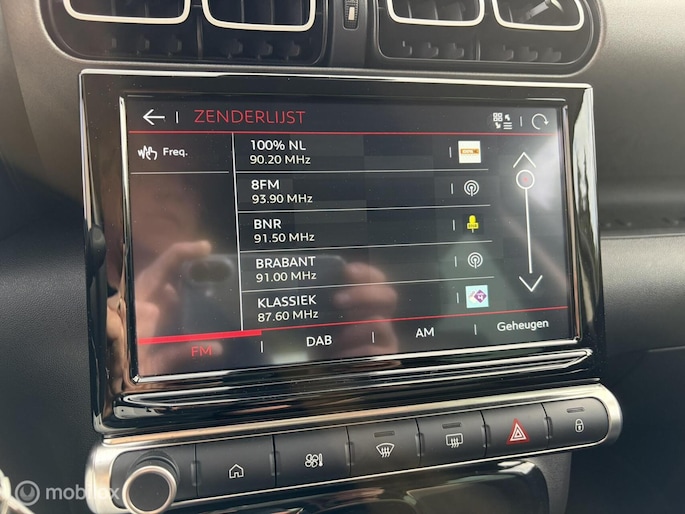 ZENDERLIJST
Freq.
100% NL
90.20 MHz
8FM
93.90 MHz
BNR
91.50 MHz
BRABANT
91.00 MHz
KLASSIEK
87.60 MHz
FM
DAB
AM
Geheugen
mobox